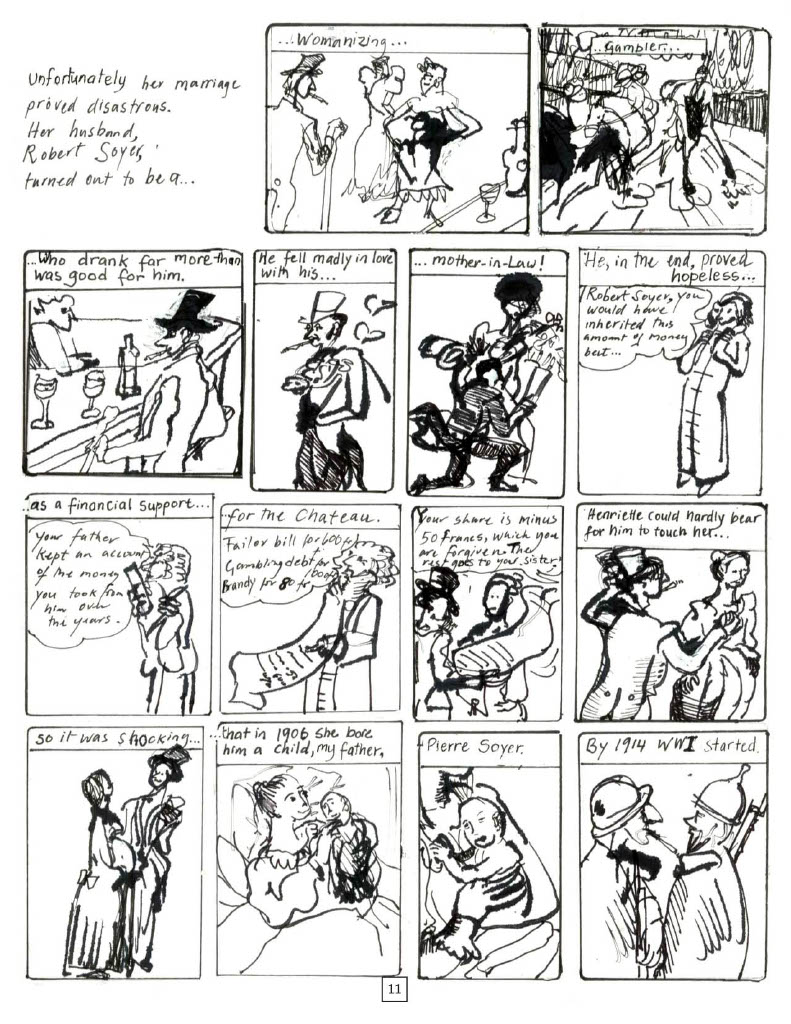 Unfortunately her marriage
proved disastrous.
Her husband,
Robert Soyer,
turned out to be a...
...Womanizing...
...Gambler...
...Who drank far more than
was good for him.
He fell madly in love
with his...
...mother-in-Law!
He, in the end, proved
hopeless...
Robert Soyer, you
would have
inherited this
amount of money
but...
..as a financial support...
Your father
kept an account
of the money
you took from
him over
the years.
..for the Chateau.
Tailor bill for 600 fr
Gambling debt for
Brandy for 80 fr
Your share is minus
50 francs, which you
are forgiven. The
rest goes to your sister.
Henriette could hardly bear
for him to touch her...
so it was shocking...
...that in 1906 she bore
him a child, my father,
Pierre Soyer.
By 1914 WWI started.
11